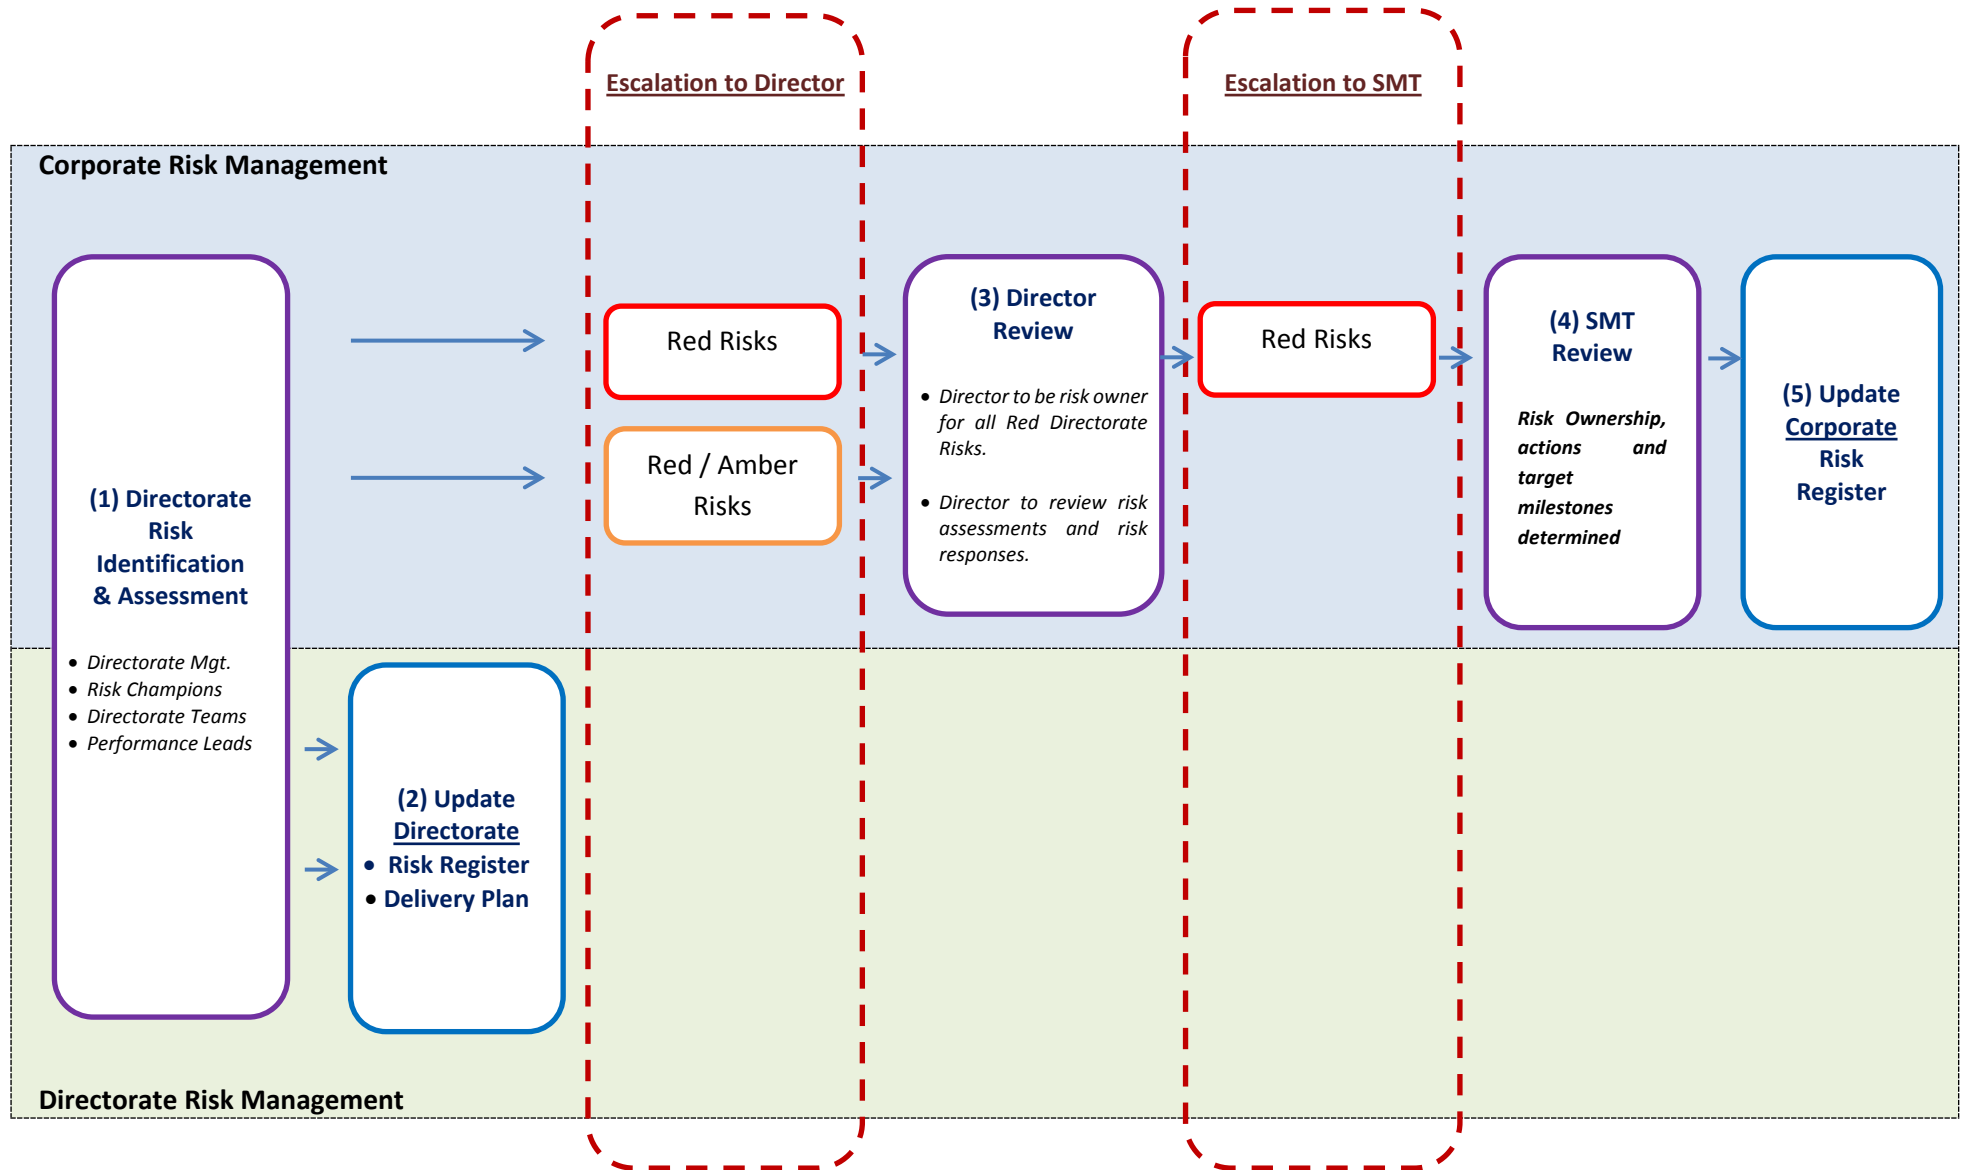 Escalation to Director
Escalation to SMT
Corporate Risk Management
(1) Directorate
Risk
Identification
& Assessment
• Directorate Mgt.
• Risk Champions
• Directorate Teams
• Performance Leads
(2) Update
Directorate
• Risk Register
• Delivery Plan
Red Risks
Red / Amber
Risks
(3) Director
Review
• Director to be risk owner
for all Red Directorate
Risks.
• Director to review risk
assessments and risk
responses.
Red Risks
(4) SMT
Review
Risk Ownership,
actions and
target
milestones
determined
(5) Update
Corporate
Risk
Register
Directorate Risk Management